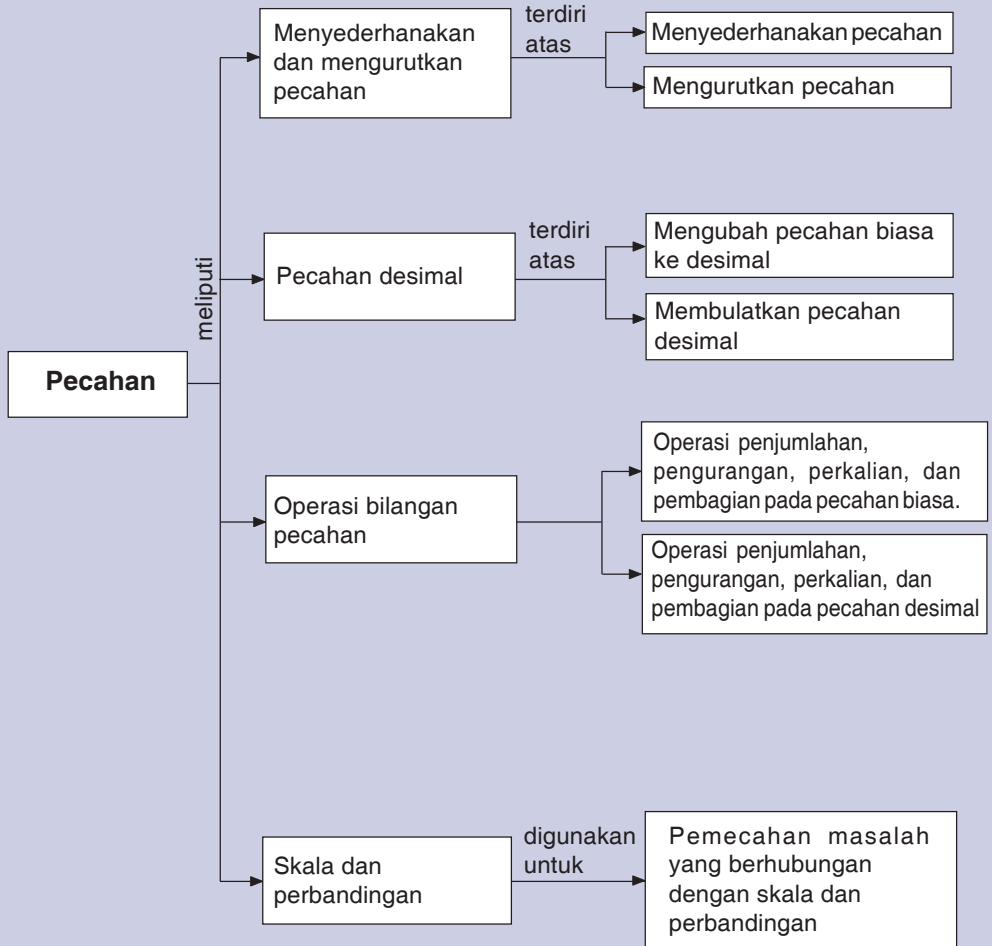 Pecahan
meliputi
Menyederhanakan
dan mengurutkan
pecahan
terdiri
atas
Menyederhanakan pecahan
Mengurutkan pecahan
Pecahan desimal
terdiri
atas
Mengubah pecahan biasa
ke desimal
Membulatkan pecahan
desimal
Operasi bilangan
pecahan
Operasi penjumlahan,
pengurangan, perkalian, dan
pembagian pada pecahan biasa.
Operasi penjumlahan,
pengurangan, perkalian, dan
pembagian pada pecahan desimal
Skala dan
perbandingan
digunakan
untuk
Pemecahan masalah
yang berhubungan
dengan skala dan
perbandingan